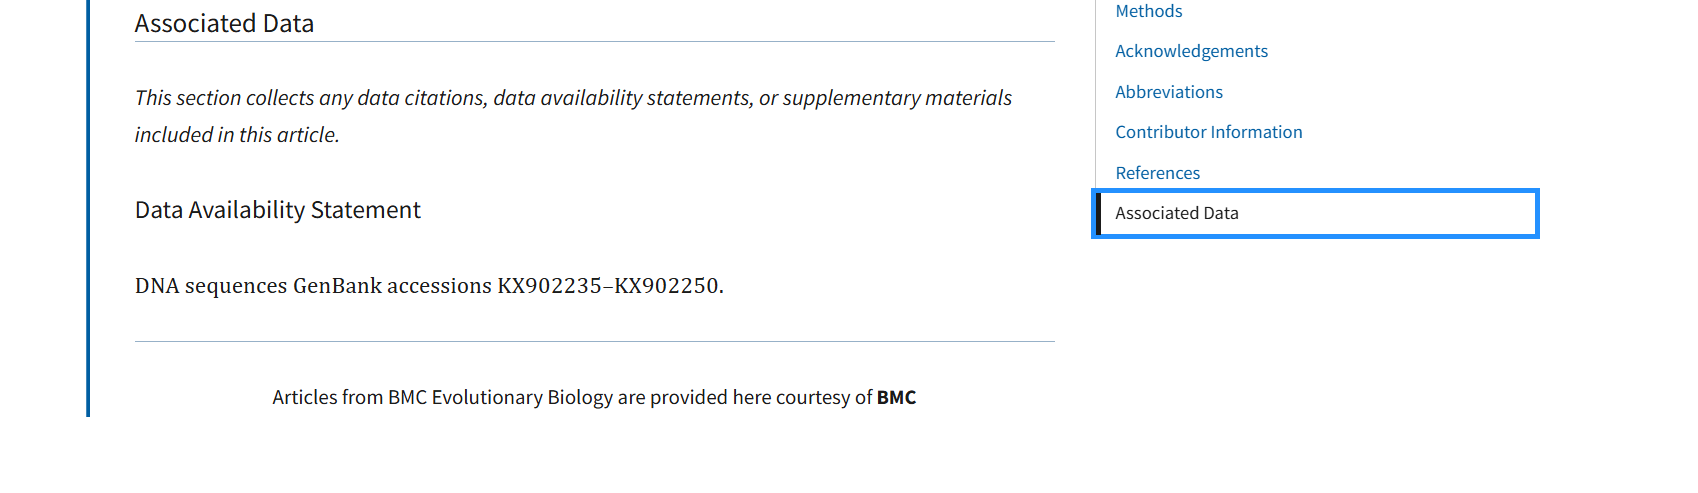 Associated Data
This section collects any data citations, data availability statements, or supplementary materials
included in this article.
Data Availability Statement
DNA sequences GenBank accessions KX902235–KX902250.
Articles from BMC Evolutionary Biology are provided here courtesy of BMC
Methods
Acknowledgements
Abbreviations
Contributor Information
References
Associated Data